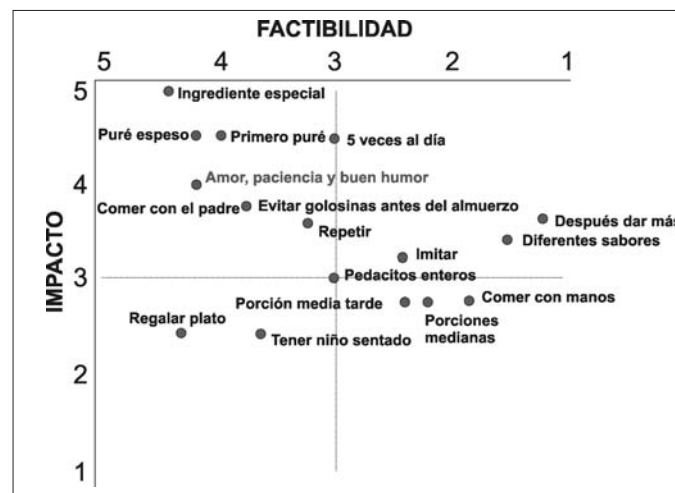 FACTIBILIDAD
5 4 3 2 1
5
Ingrediente especial
Puré espeso
Primero puré
5 veces al día
4
Amor, paciencia y buen humor
Comer con el padre
Evitar golosinas antes del almuerzo
Después dar más
Repetir
Diferentes sabores
Imitar
IMPACTO
3
Pedacitos enteros
Porción media tarde
Comer con manos
Regalar plato
Porciones
medianas
Tener niño sentado
2
1